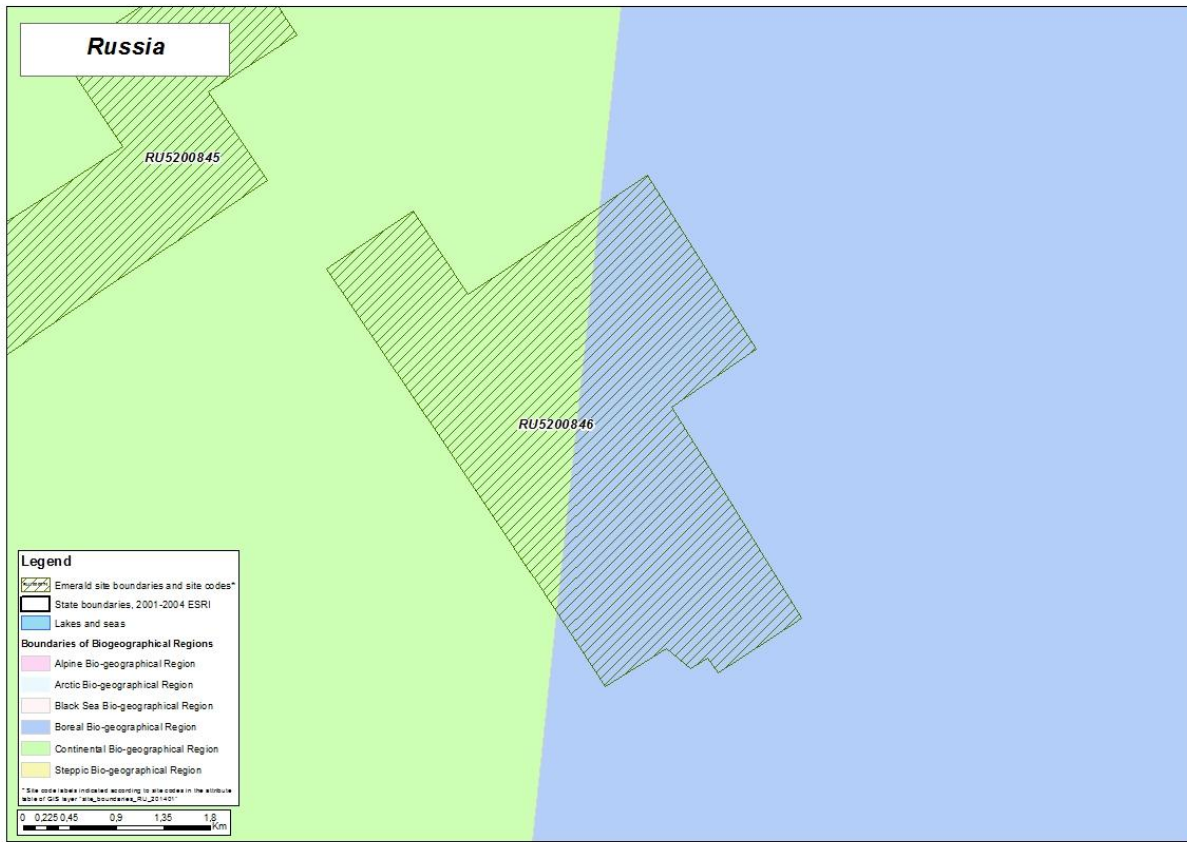 Russia
RU5200845
RU5200846
Legend
Emerald site boundaries and site codes*
State boundaries, 2001-2004 ESRI
Lakes and seas
Boundaries of Biogeographical Regions
Alpine Bio-geographical Region
Arctic Bio-geographical Region
Black Sea Bio-geographical Region
Boreal Bio-geographical Region
Continental Bio-geographical Region
Steppic Bio-geographical Region
* Site code labels indicated according to site codes in the attribute
table of GIS layer "site_boundaries_RU_201401"
0 0,225 0,45 0,9 1,35 1,8
Km